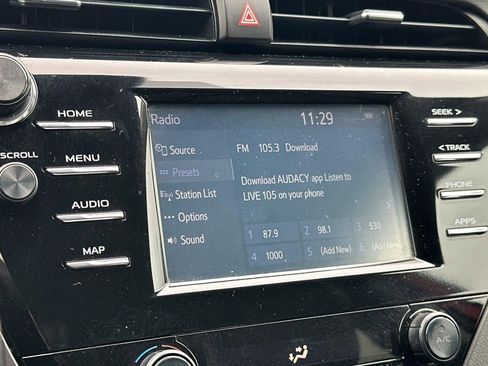 HOME
MENU
AUDIO
MAP
SCROLL
Radio
11:29
Source
Presets
Station List
Options
Sound
FM 105.3 Download
Download AUDACY app Listen to
LIVE 105 on your phone
1 87.9
2 98.1
3 530
4 1000
5 (Add New)
6 (Add New)
SEEK >
< TRACK
PHONE
APPS
A/C